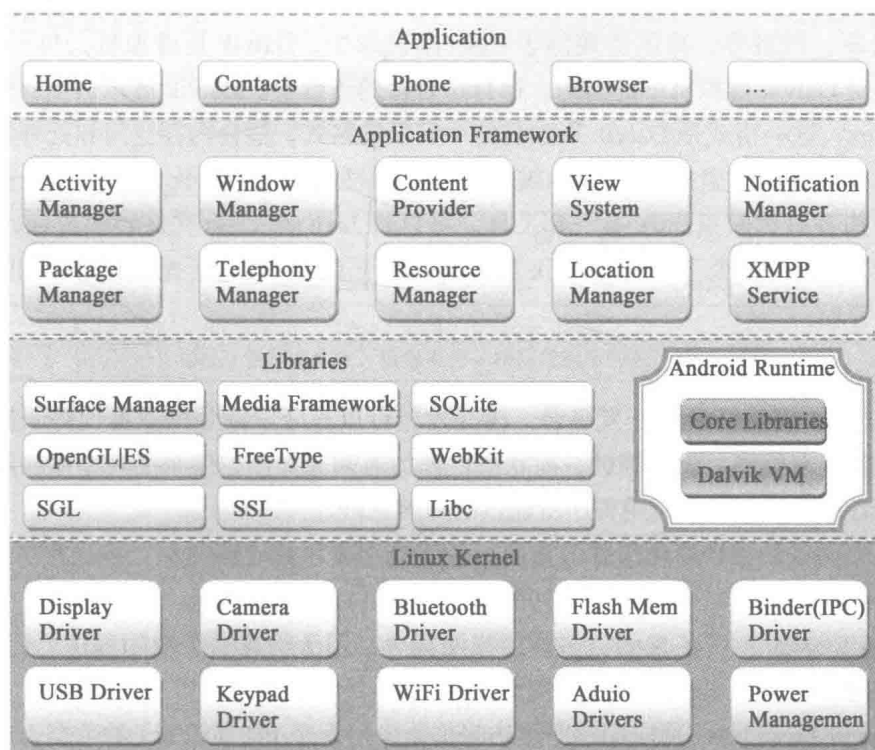 Application
Home Contacts Phone Browser ...
Application Framework
Activity Manager
Window Manager
Content Provider
View System
Notification Manager
Package Manager
Telephony Manager
Resource Manager
Location Manager
XMPP Service
Libraries
Surface Manager Media Framework SQLite
OpenGL|ES FreeType WebKit
SGL SSL Libc
Android Runtime
Core Libraries
Dalvik VM
Linux Kernel
Display Driver
Camera Driver
Bluetooth Driver
Flash Mem Driver
Binder(IPC) Driver
USB Driver
Keypad Driver
WiFi Driver
Aduio Drivers
Power Managemen